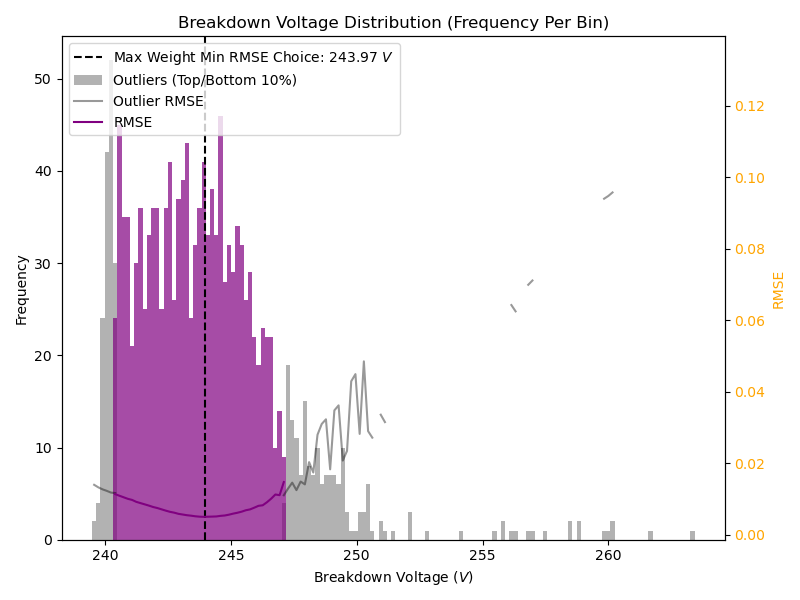 Breakdown Voltage Distribution (Frequency Per Bin)
Max Weight Min RMSE Choice: 243.97 V
Outliers (Top/Bottom 10%)
Outlier RMSE
RMSE
50
40
30
20
10
0
Frequency
0.12
0.10
0.08
0.06
0.04
0.02
0.00
RMSE
240
245
250
255
260
Breakdown Voltage (V)